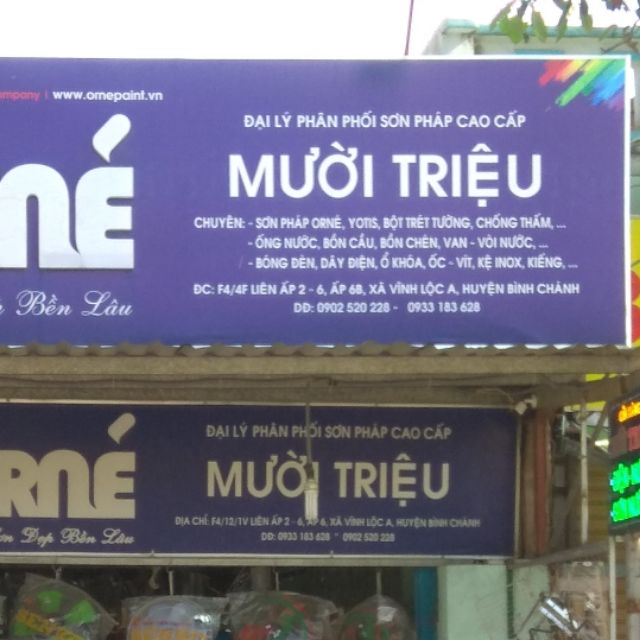 ompany | www.ornepaint.vn
NÉ
Bền Lâu
ĐẠI LÝ PHÂN PHỐI SƠN PHÁP CAO CẤP
MƯỜI TRIỆU
CHUYÊN: - SƠN PHÁP ORNÉ, YOTIS, BỘT TRÉT TƯỜNG, CHỐNG THẤM, ...
- ỐNG NƯỚC, BỒN CẦU, BỒN CHÉN, VAN - VÒI NƯỚC, ...
- BÓNG ĐÈN, DÂY ĐIỆN, Ổ KHÓA, ỐC - VÍT, KỆ INOX, KIẾNG, ...
ĐC: F4/4F LIÊN ẤP 2 - 6, ẤP 6B, XÃ VĨNH LỘC A, HUYỆN BÌNH CHÁNH
DĐ: 0902 520 228 - 0933 183 628
RNÉ
Đẹp Bền Lâu
ĐẠI LÝ PHÂN PHỐI SƠN PHÁP CAO CẤP
MƯỜI TRIỆU
ĐỊA CHỈ: F4/12/1V LIÊN ẤP 2 - 6, ẤP 6, XÃ VĨNH LỘC A, HUYỆN BÌNH CHÁNH
DĐ: 0933 183 628 * 0902 520 228